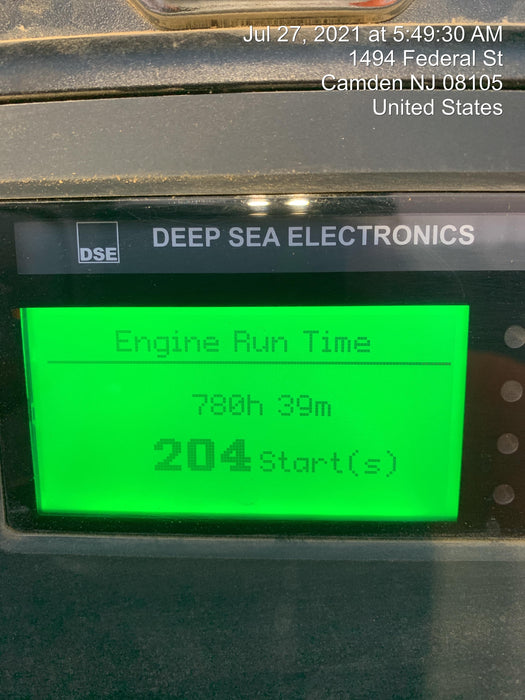 Jul 27, 2021 at 5:49:30 AM
1494 Federal St
Camden NJ 08105
United States
DSE
DEEP SEA ELECTRONICS
Engine Run Time
780h 39m
204 Start(s)